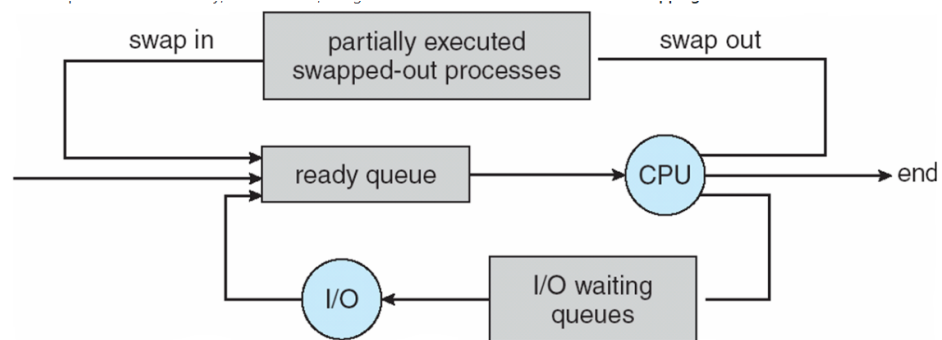 swap in
partially executed
swapped-out processes
swap out
ready queue
CPU
end
I/O
I/O waiting
queues